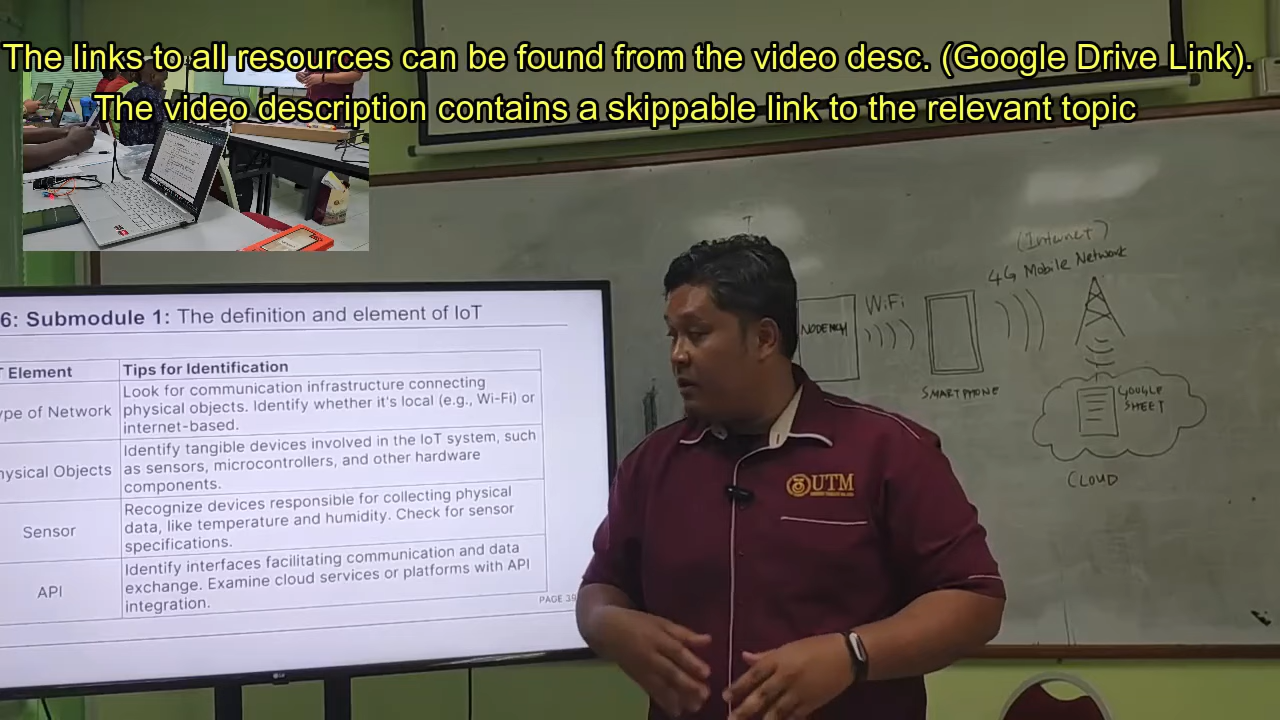 The links to all resources can be found from the video desc. (Google Drive Link).
The video description contains a skippable link to the relevant topic
6: Submodule 1: The definition and element of IoT
Element
Tips for Identification
ype of Network
Look for communication infrastructure connecting
physical objects. Identify whether it's local (e.g., Wi-Fi) or
internet-based.
hysical Objects
Identify tangible devices involved in the IoT system, such
as sensors, microcontrollers, and other hardware
components.
Sensor
Recognize devices responsible for collecting physical
data, like temperature and humidity. Check for sensor
specifications.
API
Identify interfaces facilitating communication and data
exchange. Examine cloud services or platforms with API
integration.
PAGE 39
LG
UTM
WiFi
SMARTPHONE
(Internet)
4G Mobile Network
GOOGLE
SHEET
CLOUD